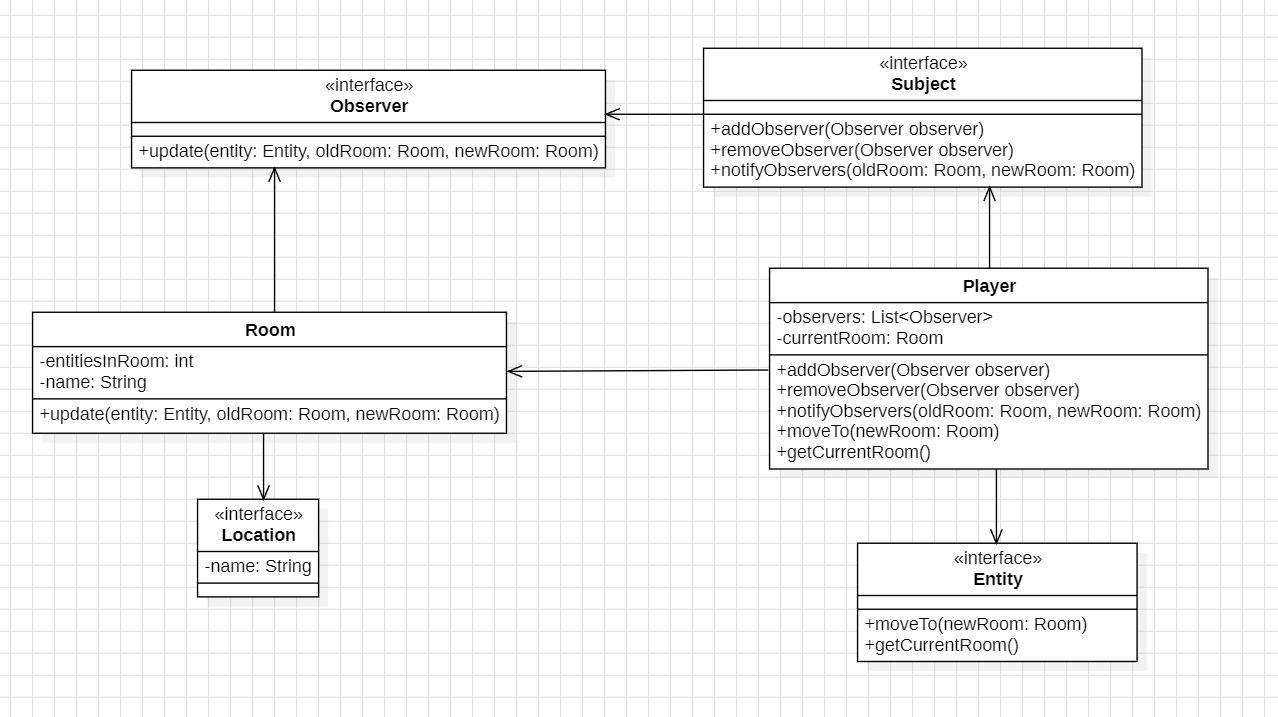 «interface»
Observer
+update(entity: Entity, oldRoom: Room, newRoom: Room)
«interface»
Subject
+addObserver(Observer observer)
+removeObserver(Observer observer)
+notifyObservers(oldRoom: Room, newRoom: Room)
Room
-entitiesInRoom: int
-name: String
+update(entity: Entity, oldRoom: Room, newRoom: Room)
Player
-observers: List<Observer>
-currentRoom: Room
+addObserver(Observer observer)
+removeObserver(Observer observer)
+notifyObservers(oldRoom: Room, newRoom: Room)
+moveTo(newRoom: Room)
+getCurrentRoom()
«interface»
Location
-name: String
«interface»
Entity
+moveTo(newRoom: Room)
+getCurrentRoom()